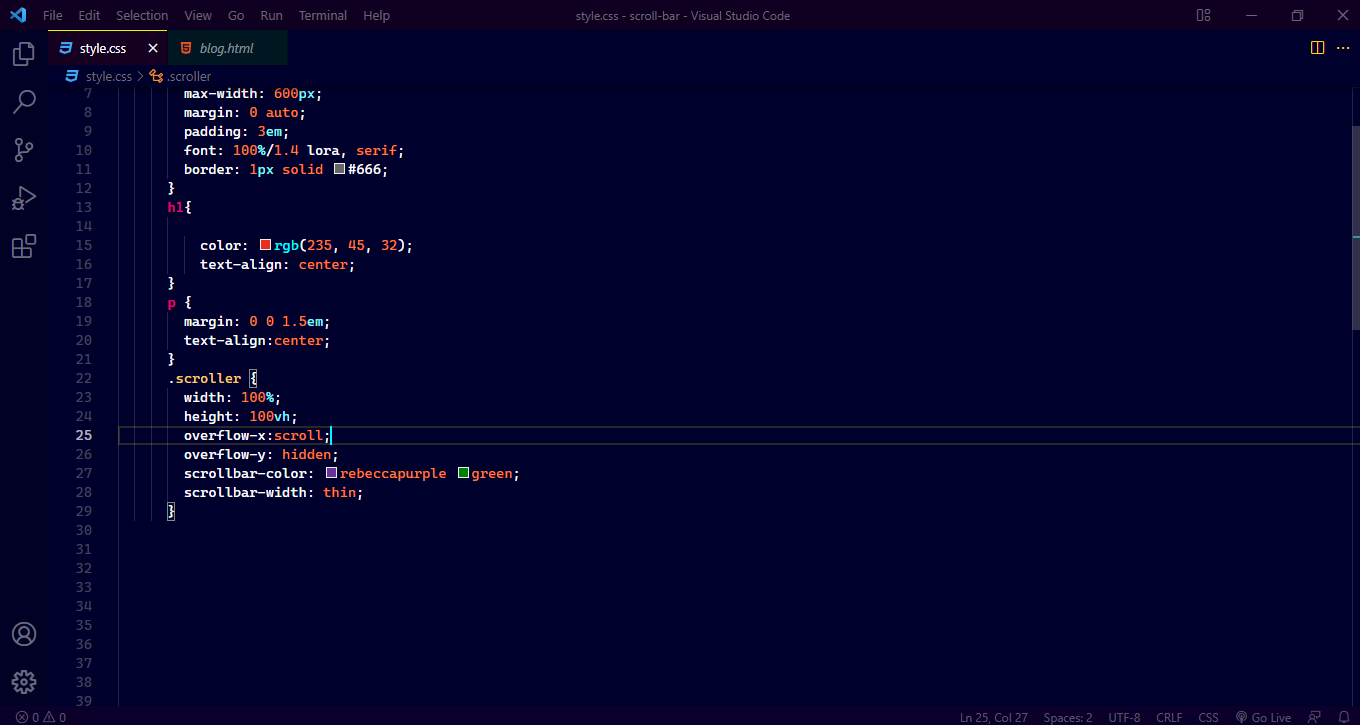 File Edit Selection View Go Run Terminal Help style.css - scroll-bar - Visual Studio Code
style.css blog.html
style.css > .scroller
7 max-width: 600px;
8 margin: 0 auto;
9 padding: 3em;
10 font: 100%/1.4 lora, serif;
11 border: 1px solid #666;
12 }
13 h1{
14
15 color: rgb(235, 45, 32);
16 text-align: center;
17 }
18 p {
19 margin: 0 0 1.5em;
20 text-align:center;
21 }
22 .scroller {
23 width: 100%;
24 height: 100vh;
25 overflow-x:scroll;
26 overflow-y: hidden;
27 scrollbar-color: rebeccapurple green;
28 scrollbar-width: thin;
29 }
30
31
32
33
34
35
36
37
38
39
0 0 Ln 25, Col 27 Spaces: 2 UTF-8 CRLF CSS Go Live